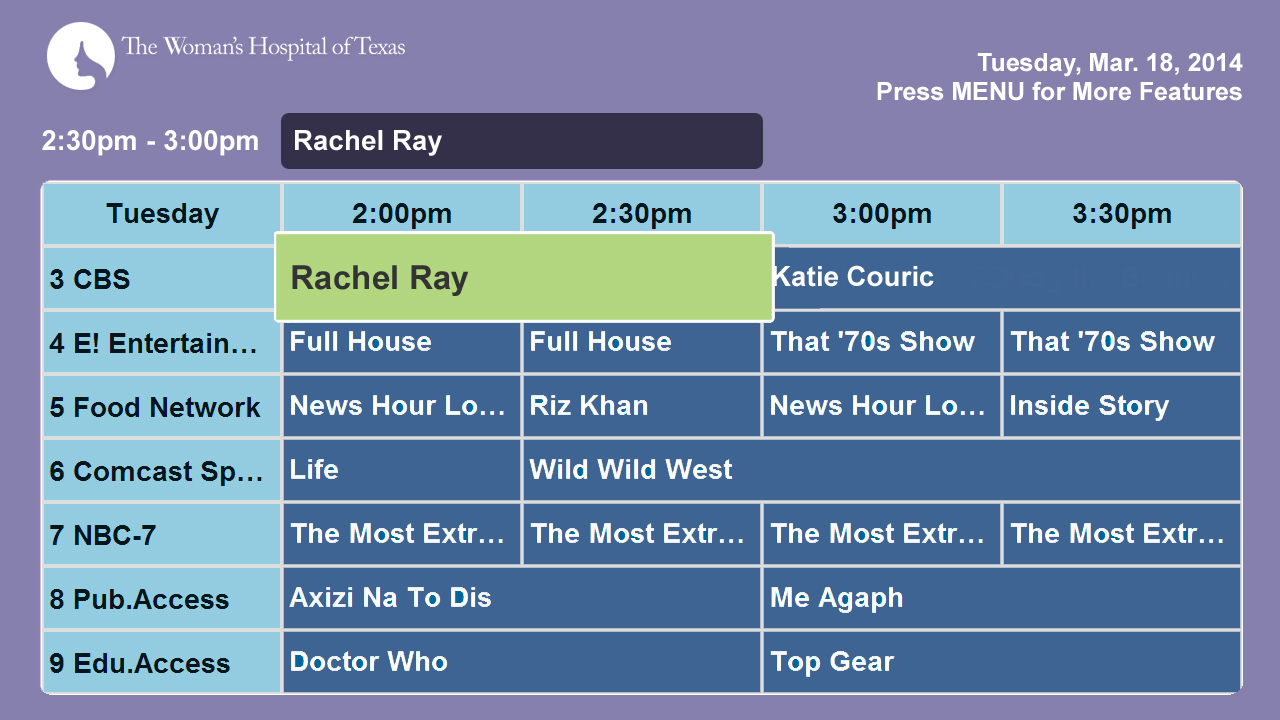 The Woman's Hospital of Texas
Tuesday, Mar. 18, 2014
Press MENU for More Features
2:30pm - 3:00pm Rachel Ray
Tuesday 2:00pm 2:30pm 3:00pm 3:30pm
3 CBS Rachel Ray Katie Couric
4 E! Entertain… Full House Full House That '70s Show That '70s Show
5 Food Network News Hour Lo… Riz Khan News Hour Lo… Inside Story
6 Comcast Sp… Life Wild Wild West
7 NBC-7 The Most Extr… The Most Extr… The Most Extr… The Most Extr…
8 Pub.Access Axizi Na To Dis Me Agaph
9 Edu.Access Doctor Who Top Gear